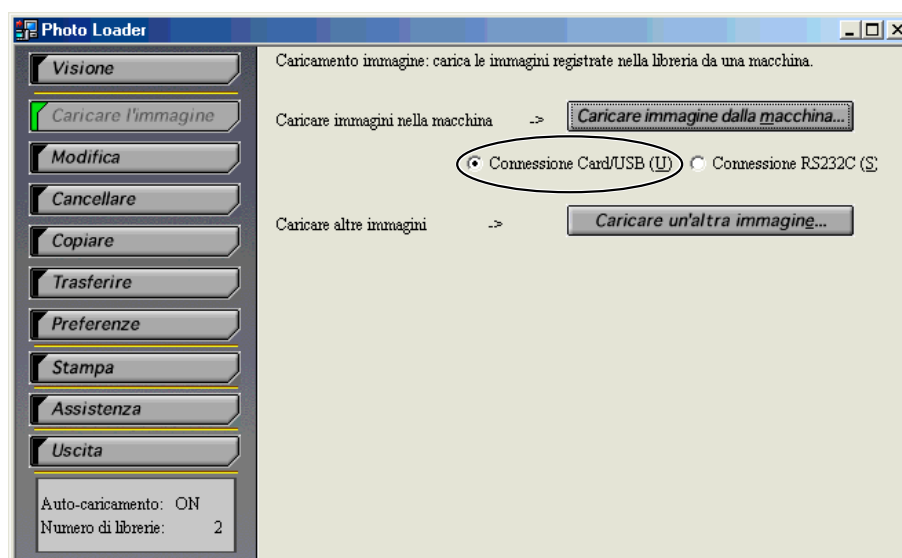 Photo Loader
Visione
Caricare l'immagine
Modifica
Cancellare
Copiare
Trasferire
Preferenze
Stampa
Assistenza
Uscita
Auto-caricamento: ON
Numero di librerie: 2
Caricamento immagine: carica le immagini registrate nella libreria da una macchina.
Caricare immagini nella macchina -> Caricare immagine dalla macchina...
Connessione Card/USB (U) Connessione RS232C (S
Caricare altre immagini -> Caricare un'altra immagine...